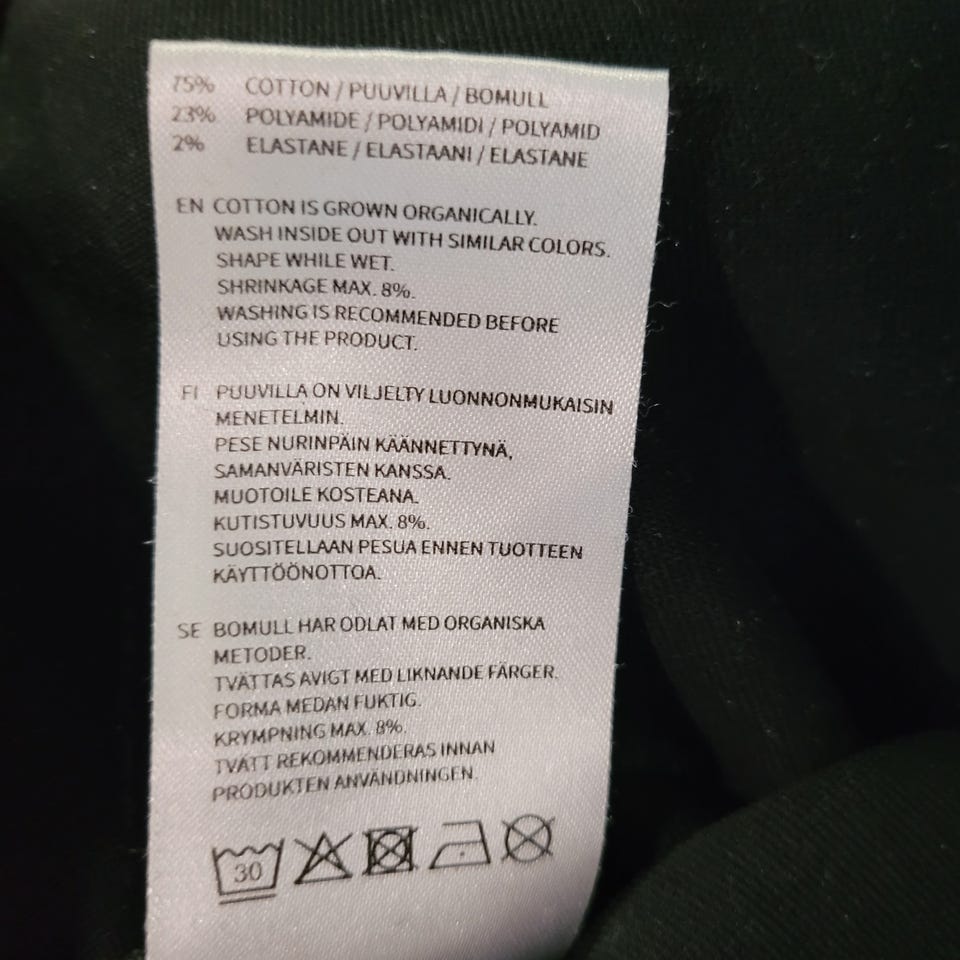 75% COTTON / PUUVILLA / BOMULL
23% POLYAMIDE / POLYAMIDI / POLYAMID
2% ELASTANE / ELASTAANI / ELASTANE
EN COTTON IS GROWN ORGANICALLY.
WASH INSIDE OUT WITH SIMILAR COLORS.
SHAPE WHILE WET.
SHRINKAGE MAX. 8%.
WASHING IS RECOMMENDED BEFORE
USING THE PRODUCT.
FI PUUVILLA ON VILJELTY LUONNONMUKAISIN
MENETELMIN.
PESE NURINPÄIN KÄÄNNETTYNÄ,
SAMANVÄRISTEN KANSSA.
MUOTOILE KOSTEANA.
KUTISTUVUUS MAX. 8%.
SUOSITELLAAN PESUA ENNEN TUOTTEEN
KÄYTTÖÖNOTTOA.
SE BOMULL HAR ODLAT MED ORGANISKA
METODER.
TVÄTTAS AVIGT MED LIKNANDE FÄRGER.
FORMA MEDAN FUKTIG.
KRYMPNING MAX. 8%.
TVÄTT REKOMMENDERAS INNAN
PRODUKTEN ANVÄNDNINGEN.
30